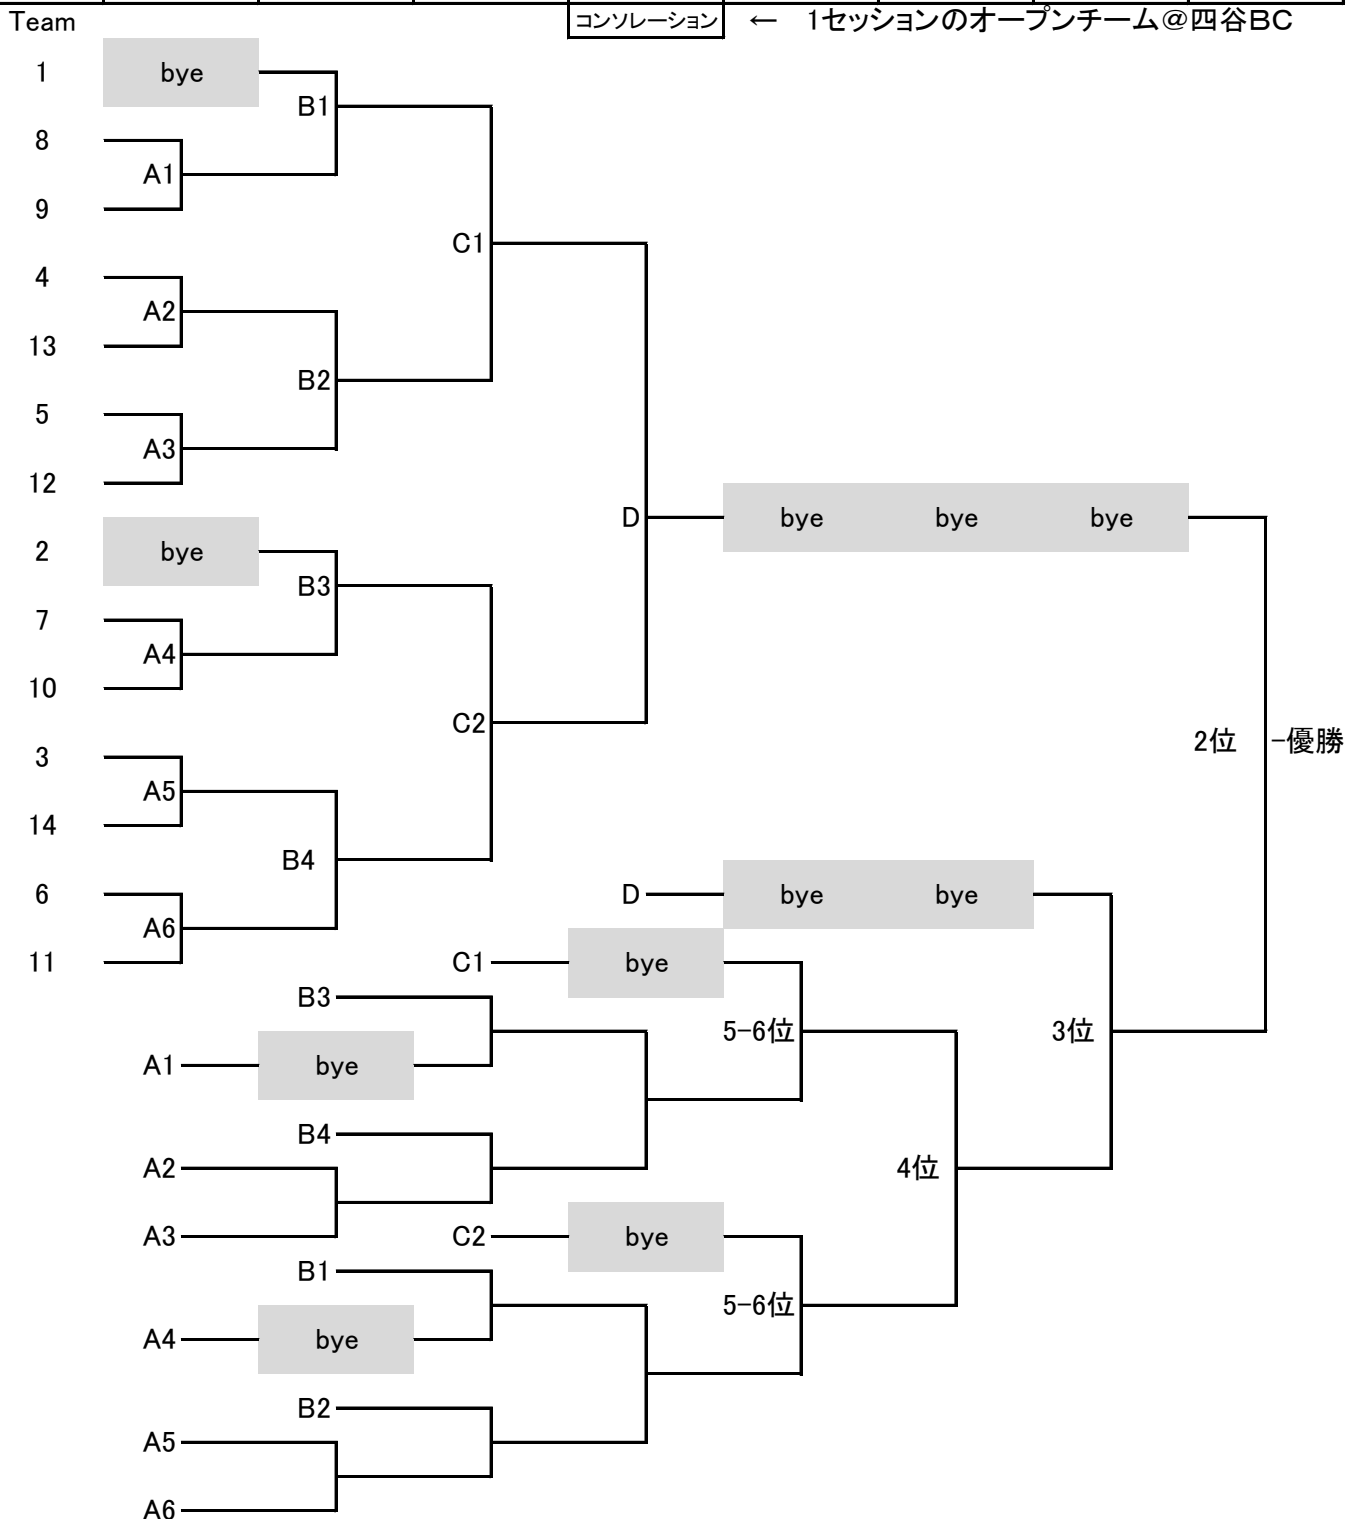 Team
コンソレーション ← 1セッションのオープンチーム@四谷BC
1 bye
B1
8
A1
9
C1
4
A2
13
B2
5
A3
12
D bye bye bye
2 bye
B3
7
A4
10
C2
2位 -優勝
3
A5
14
B4
6 D bye bye
A6
11 C1 bye
B3
5-6位 3位
A1 bye
B4
A2 4位
A3 C2 bye
B1
5-6位
A4 bye
B2
A5
A6